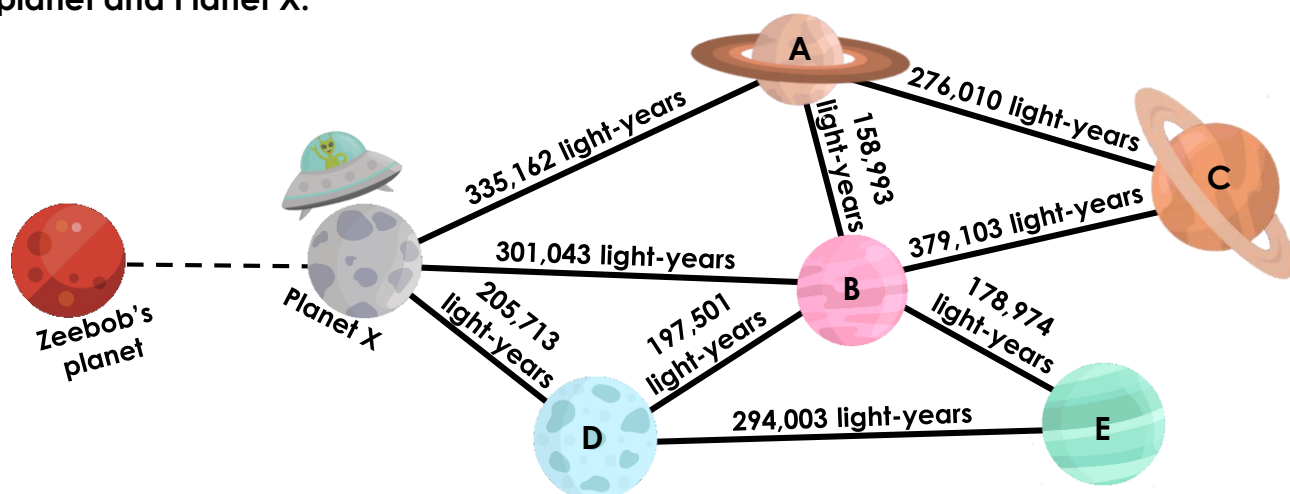 planet and Planet X.
A
276,010 light-years
335,162 light-years
158,993
light-years
C
379,103 light-years
301,043 light-years
B
Zeebob's
planet
Planet X
205,713
light-years
197,501
light-years
178,974
light-years
D
294,003 light-years
E